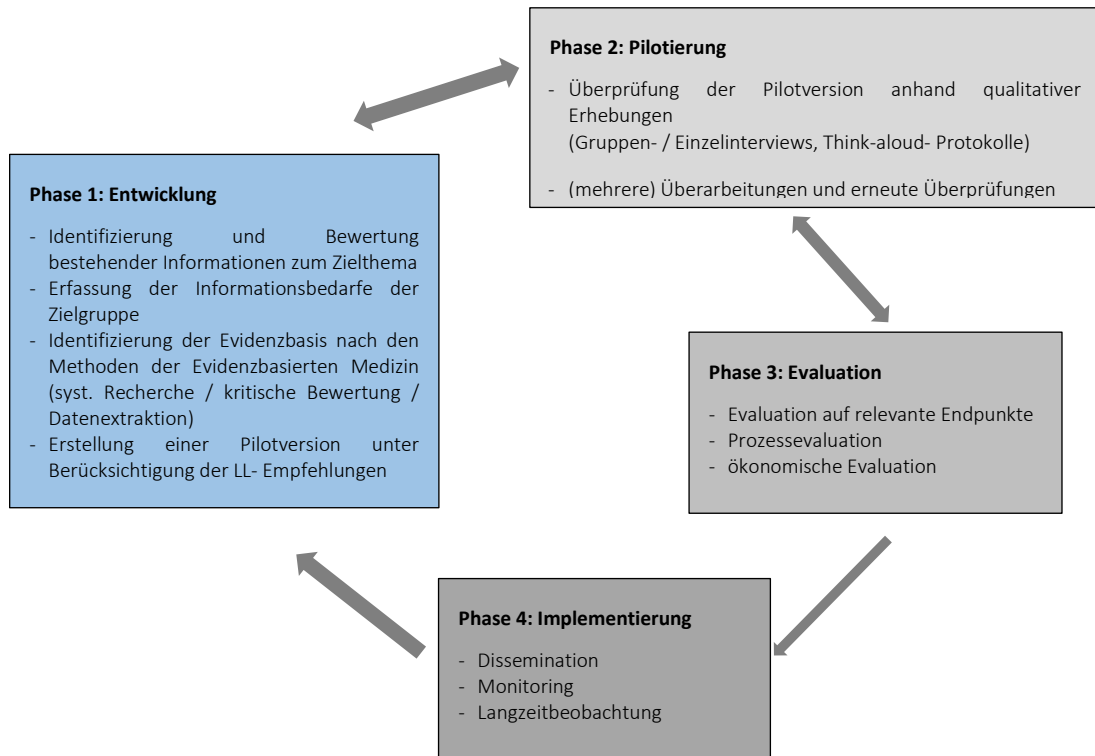 Phase 1: Entwicklung
- Identifizierung und Bewertung
bestehender Informationen zum Zielthema
- Erfassung der Informationsbedarfe der
Zielgruppe
- Identifizierung der Evidenzbasis nach den
Methoden der Evidenzbasierten Medizin
(syst. Recherche / kritische Bewertung /
Datenextraktion)
- Erstellung einer Pilotversion unter
Berücksichtigung der LL- Empfehlungen
Phase 2: Pilotierung
- Überprüfung der Pilotversion anhand qualitativer
Erhebungen
(Gruppen- / Einzelinterviews, Think-aloud- Protokolle)
- (mehrere) Überarbeitungen und erneute Überprüfungen
Phase 3: Evaluation
- Evaluation auf relevante Endpunkte
- Prozessevaluation
- ökonomische Evaluation
Phase 4: Implementierung
- Dissemination
- Monitoring
- Langzeitbeobachtung